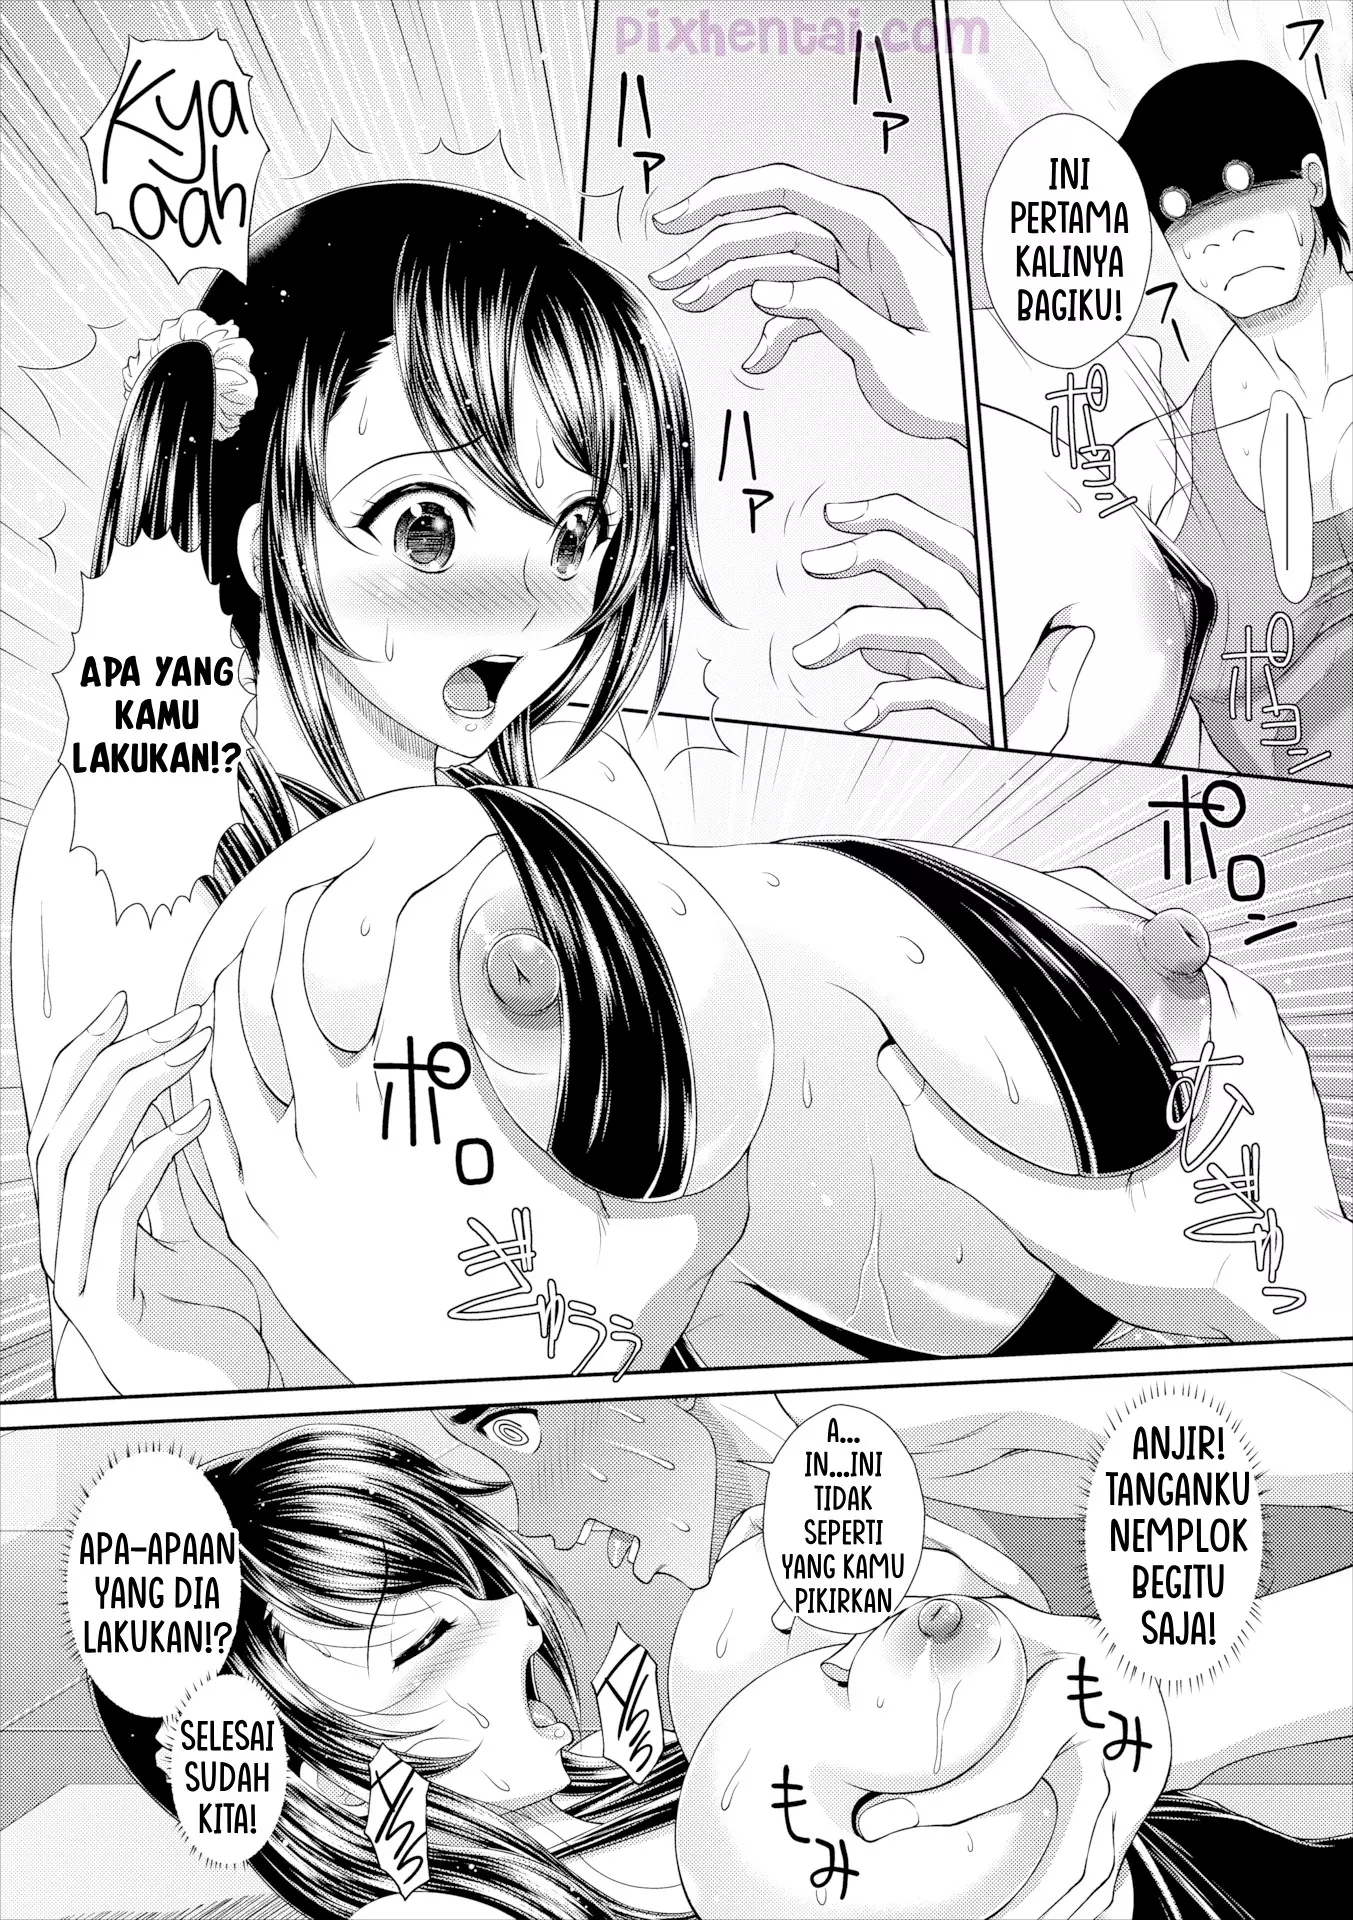 pixhentai.com
Kya
aah
INI
PERTAMA
KALINYA
BAGIKU!
フー
フー
ハァ
ハァ
ポヨン
ポヨン
APA YANG
KAMU
LAKUKAN!?
ポロ
ポロ
ぎゅうう
むぎゅっ
A...
IN...INI
TIDAK
SEPERTI
YANG KAMU
PIKIRKAN
ANJIR!
TANGANKU
NEMPLOK
BEGITU
SAJA!
APA-APAAN
YANG DIA
LAKUKAN!?
SELESAI
SUDAH
KITA!
もみ
もみ